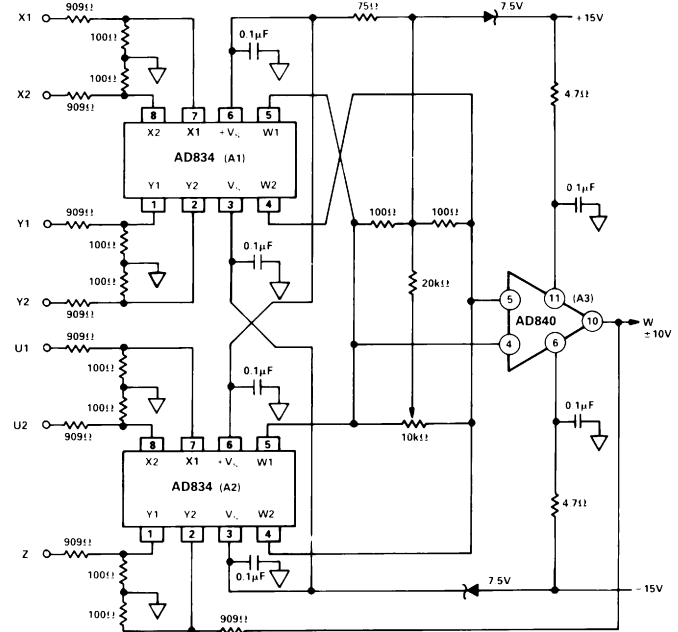 X1 909Ω 75Ω 7.5V +15V
100Ω 0.1µF
100Ω 4.7Ω
X2 909Ω
8 7 6 5
X2 X1 +Vs W1
AD834 (A1)
Y1 Y2 Vs W2
1 2 3 4
0.1µF
Y1 909Ω 100Ω 100Ω
100Ω 0.1µF
100Ω 20kΩ 5 11 (A3)
AD840 10 W
±10V
Y2 909Ω 4 6
U1 909Ω
100Ω 0.1µF
100Ω 0.1µF
U2 909Ω 10kΩ
8 7 6 5
X2 X1 +Vs W1
AD834 (A2)
Y1 Y2 Vs W2
1 2 3 4
4.7Ω
Z 909Ω
100Ω 0.1µF 7.5V −15V
100Ω 909Ω